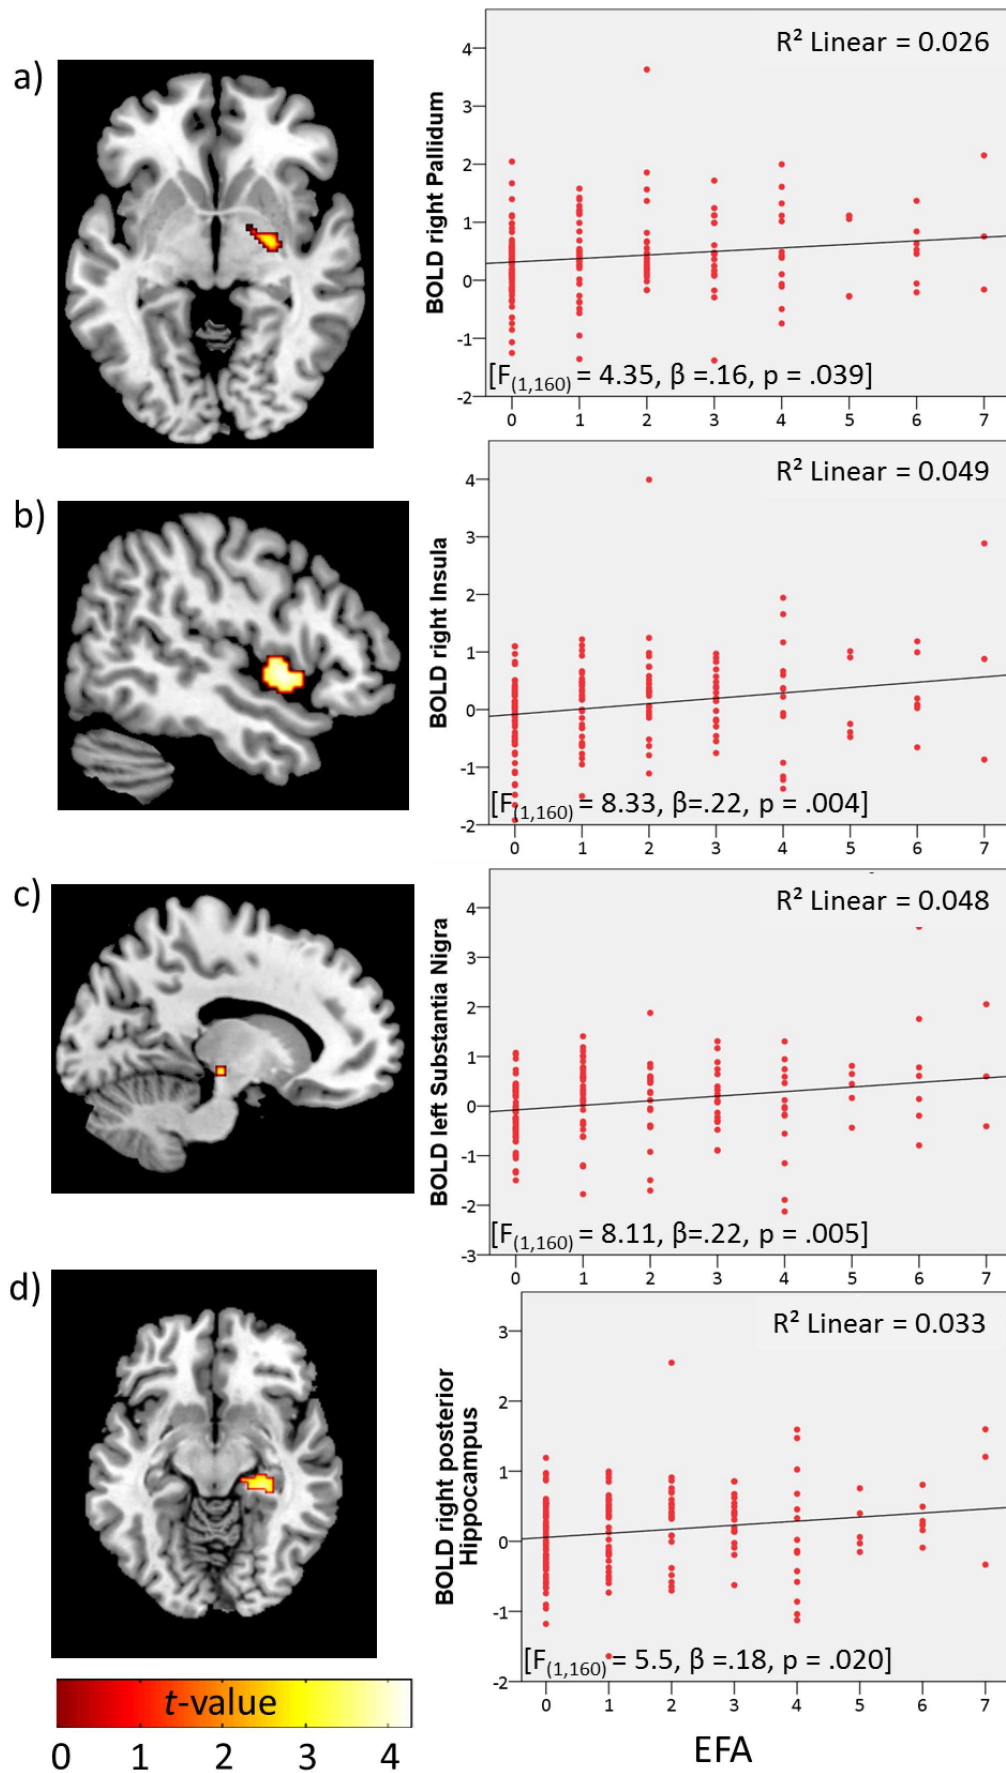 a)
R² Linear = 0.026
BOLD right Pallidum
4
3
2
1
0
-1
-2
[F(1,160) = 4.35, β =.16, p = .039]
0 1 2 3 4 5 6 7
b)
R² Linear = 0.049
BOLD right Insula
4
3
2
1
0
-1
-2
[F(1,160) = 8.33, β=.22, p = .004]
0 1 2 3 4 5 6 7
c)
R² Linear = 0.048
BOLD left Substantia Nigra
4
3
2
1
0
-1
-2
-3
[F(1,160) = 8.11, β=.22, p = .005]
0 1 2 3 4 5 6 7
d)
R² Linear = 0.033
BOLD right posterior
Hippocampus
3
2
1
0
-1
-2
[F(1,160) = 5.5, β =.18, p = .020]
0 1 2 3 4 5 6 7
t-value
0 1 2 3 4
EFA